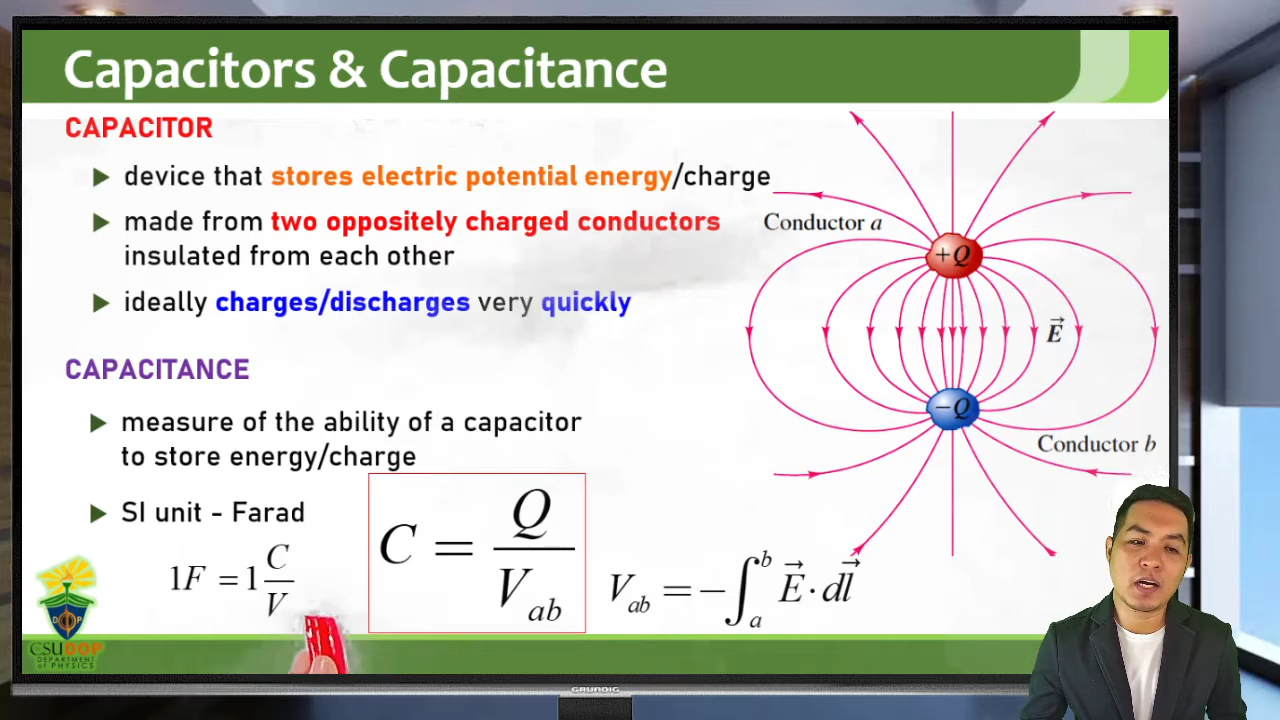 Capacitors & Capacitance
CAPACITOR
device that stores electric potential energy/charge
made from two oppositely charged conductors
insulated from each other
ideally charges/discharges very quickly
CAPACITANCE
measure of the ability of a capacitor
to store energy/charge
SI unit - Farad
1F = 1 C/V
C = Q/V_ab
V_ab = −∫_a^b E⃗ · dl⃗
Conductor a
+Q
E⃗
−Q
Conductor b
DOP
CSUDOP
DEPARTMENT
of PHYSICS
GRUNDIG